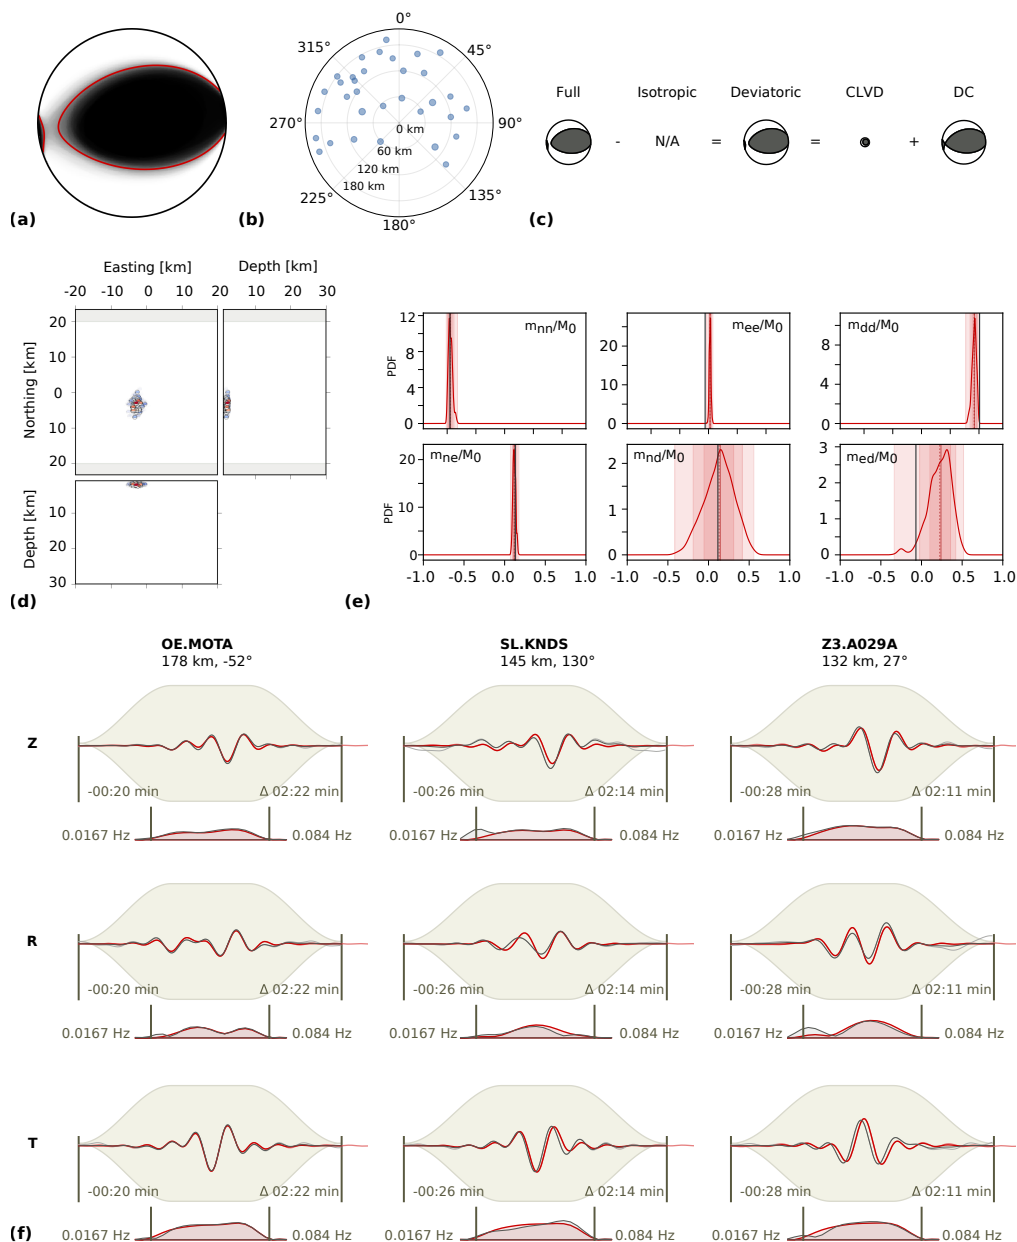 (a)
0°
45°
90°
135°
180°
225°
270°
315°
0 km
60 km
120 km
180 km
(b)
Full
Isotropic
Deviatoric
CLVD
DC
- N/A = = +
(c)
Easting [km]
Depth [km]
-20 -10 0 10 20
10 20 30
Northing [km]
20
10
0
10
20
Depth [km]
10
20
30
(d)
PDF
12
8
4
0
mnn/M0
20
10
0
mee/M0
8
4
0
mdd/M0
PDF
20
10
0
mne/M0
2
1
0
mnd/M0
3
2
1
0
med/M0
-1.0 -0.5 0.0 0.5 1.0
-1.0 -0.5 0.0 0.5 1.0
-1.0 -0.5 0.0 0.5 1.0
(e)
OE.MOTA
178 km, -52°
SL.KNDS
145 km, 130°
Z3.A029A
132 km, 27°
Z
-00:20 min Δ 02:22 min
-00:26 min Δ 02:14 min
-00:28 min Δ 02:11 min
0.0167 Hz 0.084 Hz
0.0167 Hz 0.084 Hz
0.0167 Hz 0.084 Hz
R
-00:20 min Δ 02:22 min
-00:26 min Δ 02:14 min
-00:28 min Δ 02:11 min
0.0167 Hz 0.084 Hz
0.0167 Hz 0.084 Hz
0.0167 Hz 0.084 Hz
T
-00:20 min Δ 02:22 min
-00:26 min Δ 02:14 min
-00:28 min Δ 02:11 min
(f)
0.0167 Hz 0.084 Hz
0.0167 Hz 0.084 Hz
0.0167 Hz 0.084 Hz